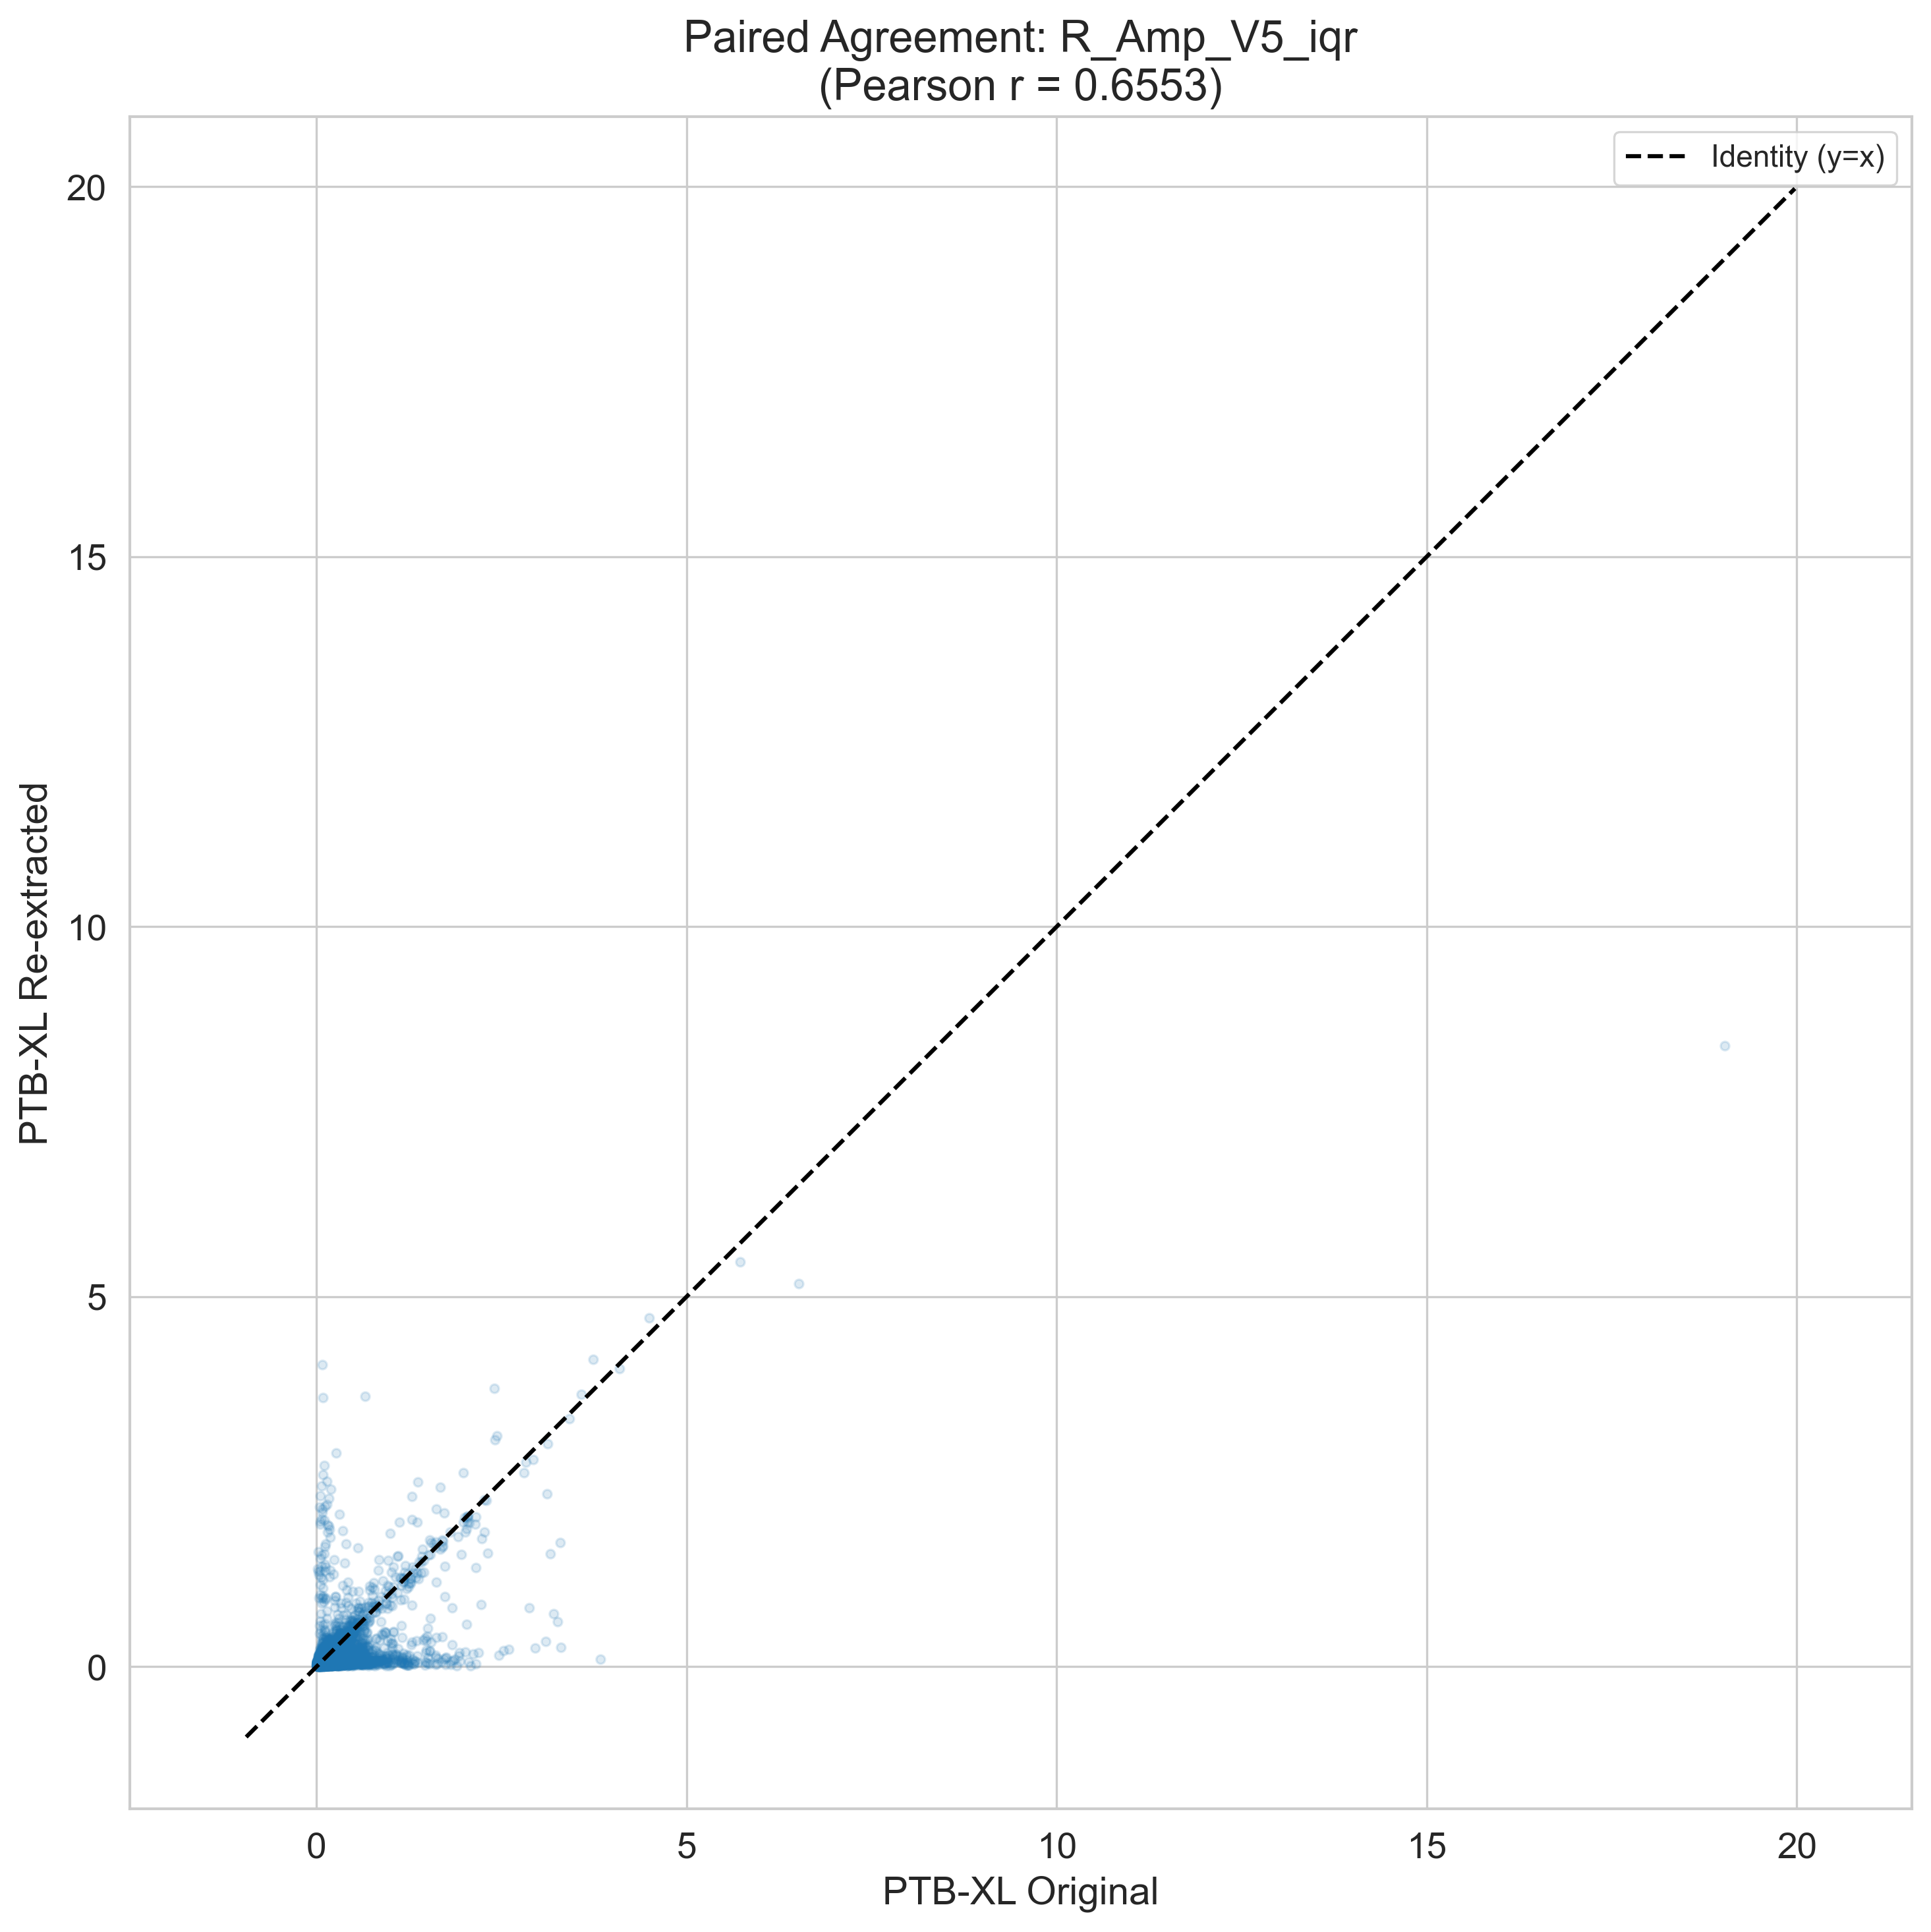 Paired Agreement: R_Amp_V5_iqr
(Pearson r = 0.6553)
Identity (y=x)
20
15
10
5
0
PTB-XL Re-extracted
0 5 10 15 20
PTB-XL Original